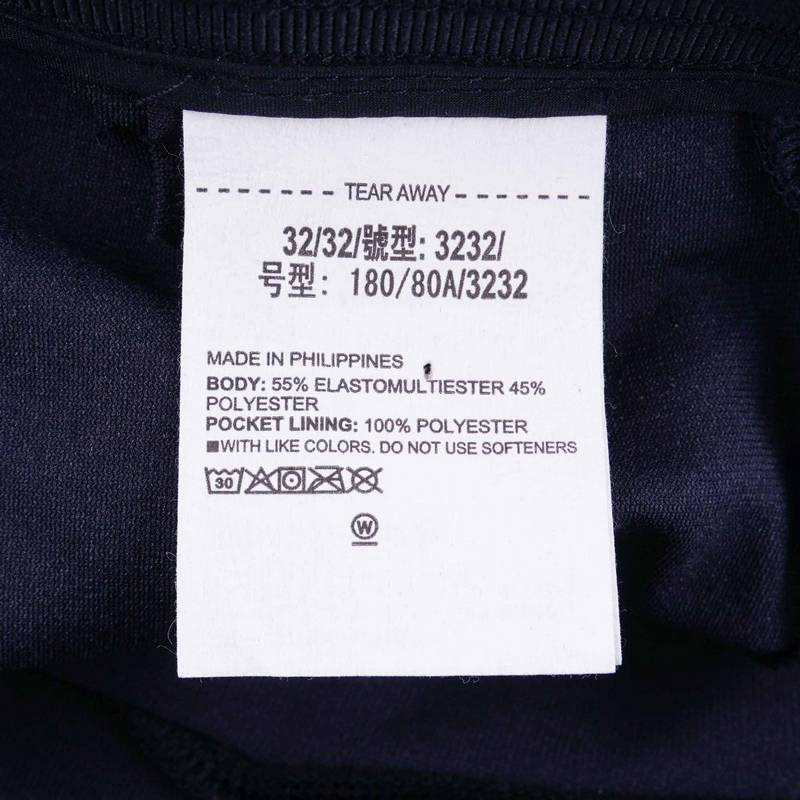 TEAR AWAY
32/32/號型: 3232/
号型: 180/80A/3232
MADE IN PHILIPPINES
BODY: 55% ELASTOMULTIESTER 45%
POLYESTER
POCKET LINING: 100% POLYESTER
■WITH LIKE COLORS. DO NOT USE SOFTENERS
30
W